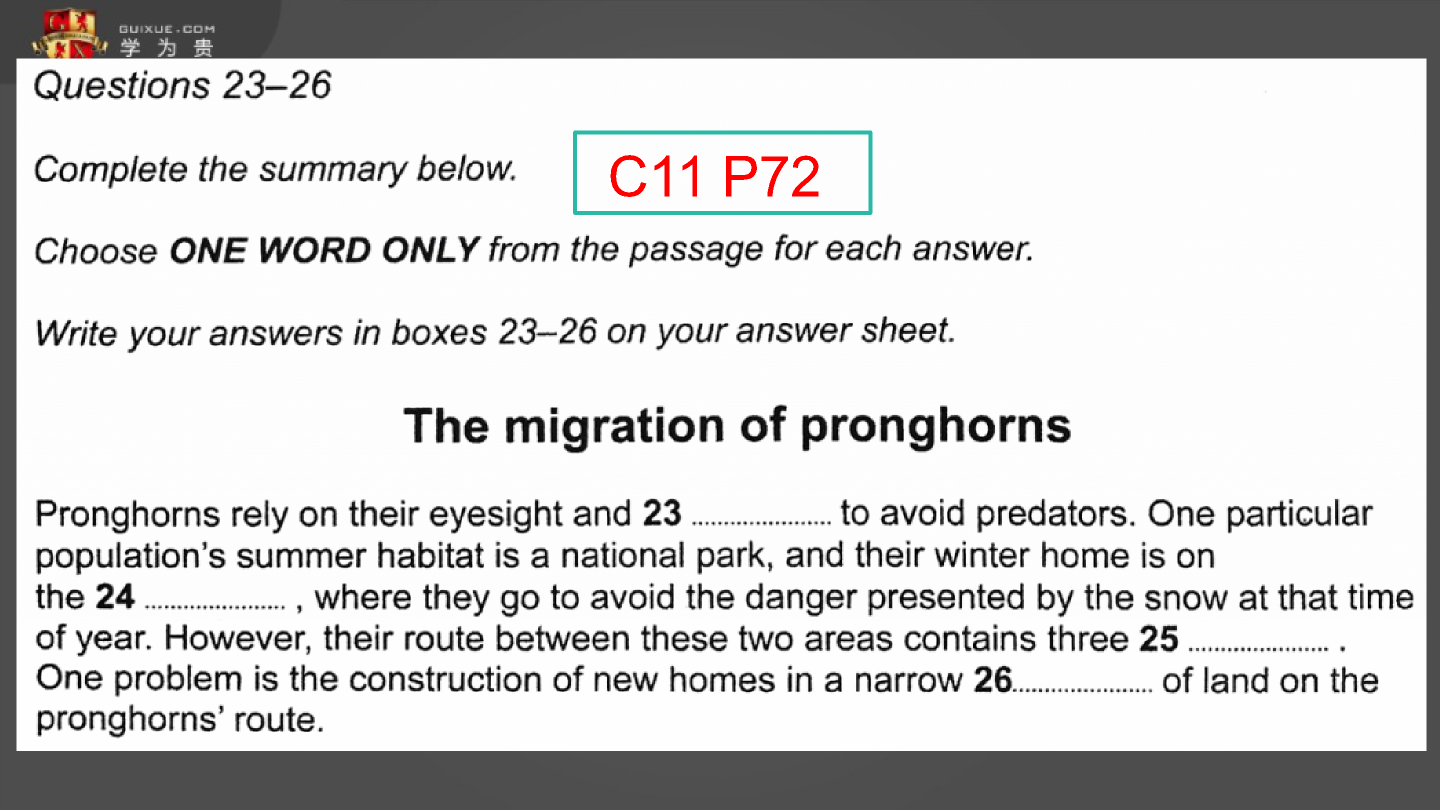 GUIXUE.COM
学为贵
Questions 23–26
Complete the summary below.
C11 P72
Choose ONE WORD ONLY from the passage for each answer.
Write your answers in boxes 23–26 on your answer sheet.
The migration of pronghorns
Pronghorns rely on their eyesight and 23 ...................... to avoid predators. One particular
population's summer habitat is a national park, and their winter home is on
the 24 ...................... , where they go to avoid the danger presented by the snow at that time
of year. However, their route between these two areas contains three 25 ...................... .
One problem is the construction of new homes in a narrow 26...................... of land on the
pronghorns' route.